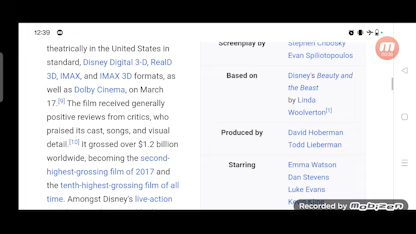 12:39
theatrically in the United States in
standard, Disney Digital 3-D, RealD
3D, IMAX, and IMAX 3D formats, as
well as Dolby Cinema, on March
17.[9] The film received generally
positive reviews from critics, who
praised its cast, songs, and visual
detail.[10] It grossed over $1.2 billion
worldwide, becoming the second-
highest-grossing film of 2017 and
the tenth-highest-grossing film of all
time. Amongst Disney's live-action
Screenplay by
Stephen Chbosky
Evan Spiliotopoulos
Based on
Disney's Beauty and
the Beast
by Linda
Woolverton[1]
Produced by
David Hoberman
Todd Lieberman
Starring
Emma Watson
Dan Stevens
Luke Evans
Recorded by Mobizen